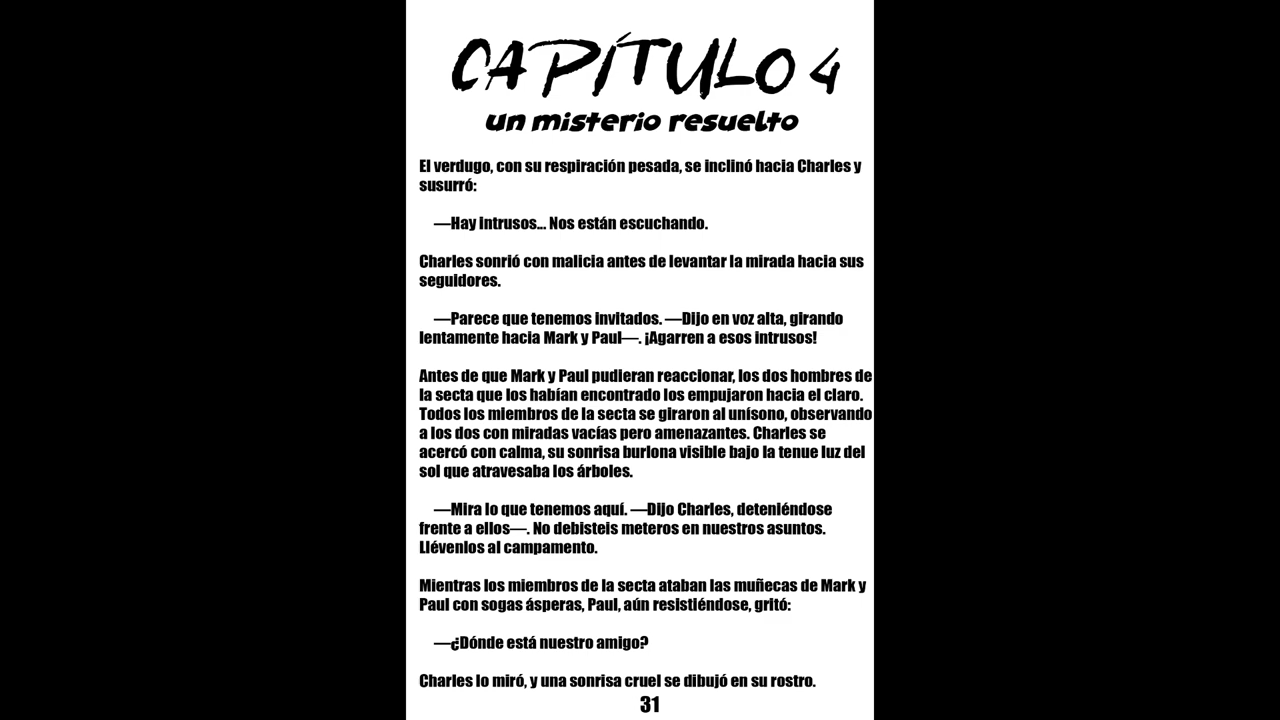 CAPÍTULO 4
un misterio resuelto
El verdugo, con su respiración pesada, se inclinó hacia Charles y
susurró:
—Hay intrusos... Nos están escuchando.
Charles sonrió con malicia antes de levantar la mirada hacia sus
seguidores.
—Parece que tenemos invitados. —Dijo en voz alta, girando
lentamente hacia Mark y Paul—. ¡Agarren a esos intrusos!
Antes de que Mark y Paul pudieran reaccionar, los dos hombres de
la secta que los habían encontrado los empujaron hacia el claro.
Todos los miembros de la secta se giraron al unísono, observando
a los dos con miradas vacías pero amenazantes. Charles se
acercó con calma, su sonrisa burlona visible bajo la tenue luz del
sol que atravesaba los árboles.
—Mira lo que tenemos aquí. —Dijo Charles, deteniéndose
frente a ellos—. No debisteis meteros en nuestros asuntos.
Llévenlos al campamento.
Mientras los miembros de la secta ataban las muñecas de Mark y
Paul con sogas ásperas, Paul, aún resistiéndose, gritó:
—¿Dónde está nuestro amigo?
Charles lo miró, y una sonrisa cruel se dibujó en su rostro.
31